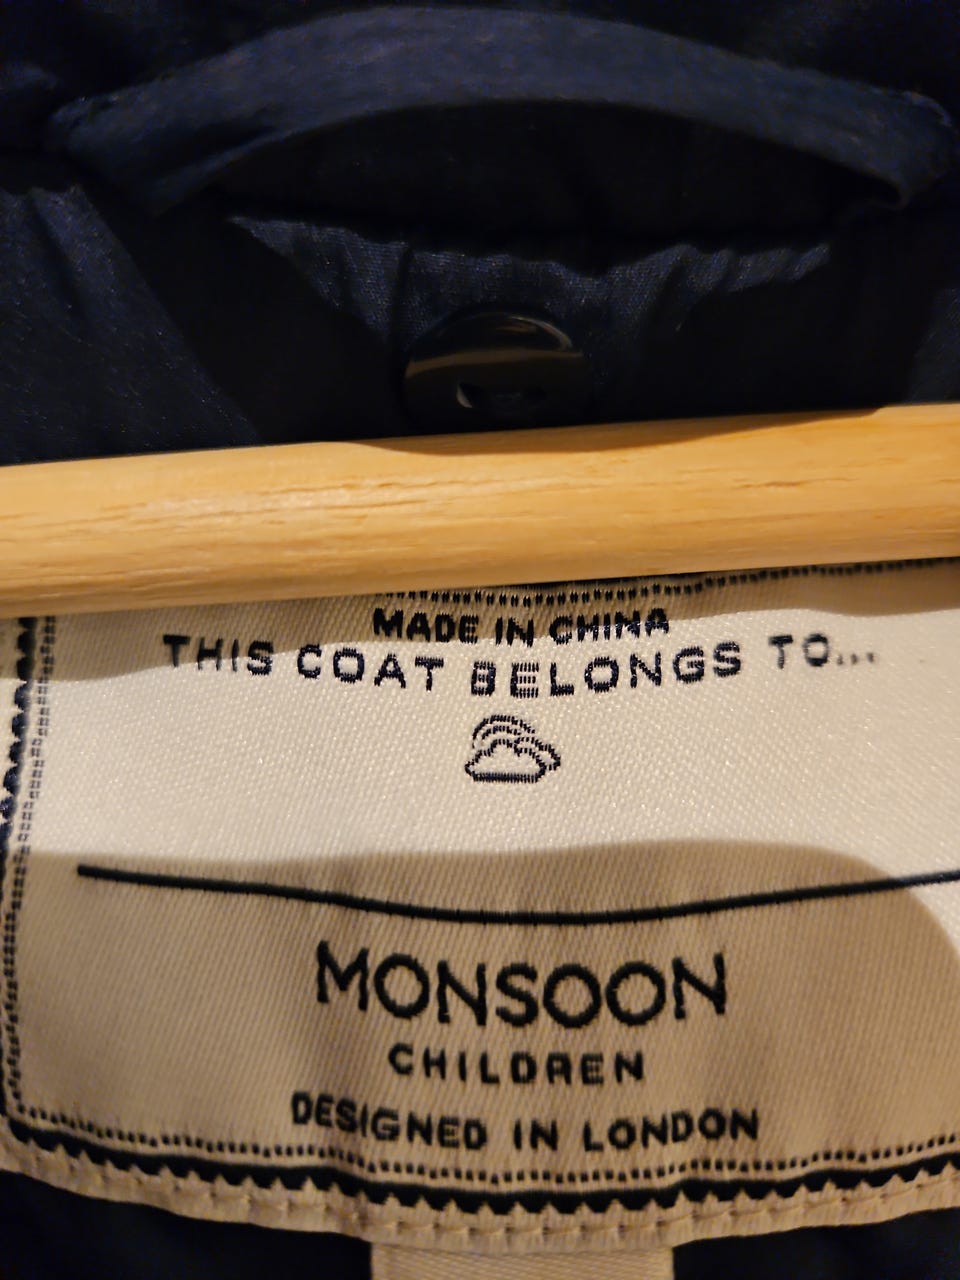 MADE IN CHINA
THIS COAT BELONGS TO...
MONSOON
CHILDREN
DESIGNED IN LONDON